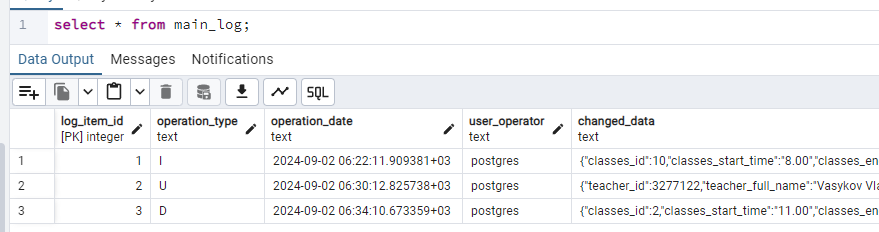 1 select * from main_log;
Data Output Messages Notifications
SQL
log_item_id operation_type operation_date user_operator changed_data
[PK] integer text text text text
1 1 I 2024-09-02 06:22:11.909381+03 postgres {"classes_id":10,"classes_start_time":"8.00","classes_en
2 2 U 2024-09-02 06:30:12.825738+03 postgres {"teacher_id":3277122,"teacher_full_name":"Vasykov Vla
3 3 D 2024-09-02 06:34:10.673359+03 postgres {"classes_id":2,"classes_start_time":"11.00","classes_en